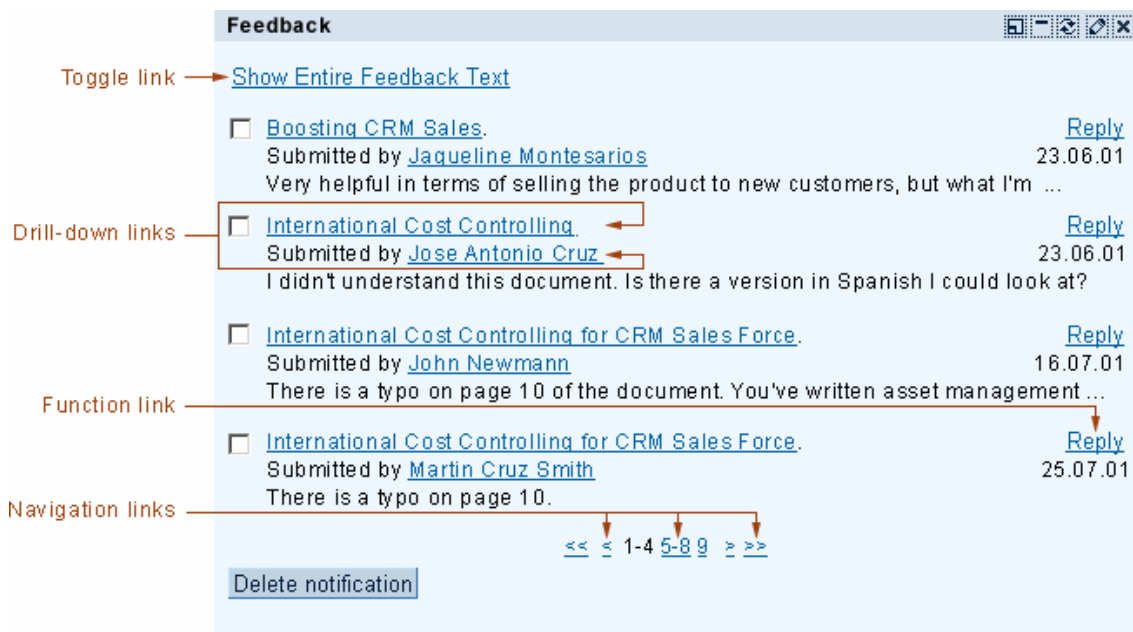 Feedback
Toggle link
Show Entire Feedback Text
Boosting CRM Sales. Reply
Submitted by Jaqueline Montesarios 23.06.01
Very helpful in terms of selling the product to new customers, but what I'm ...
Drill-down links
International Cost Controlling. Reply
Submitted by Jose Antonio Cruz 23.06.01
I didn't understand this document. Is there a version in Spanish I could look at?
International Cost Controlling for CRM Sales Force. Reply
Submitted by John Newmann 16.07.01
There is a typo on page 10 of the document. You've written asset management ...
Function link
International Cost Controlling for CRM Sales Force. Reply
Submitted by Martin Cruz Smith 25.07.01
There is a typo on page 10.
Navigation links
<< < 1-4 5-8 9 > >>
Delete notification